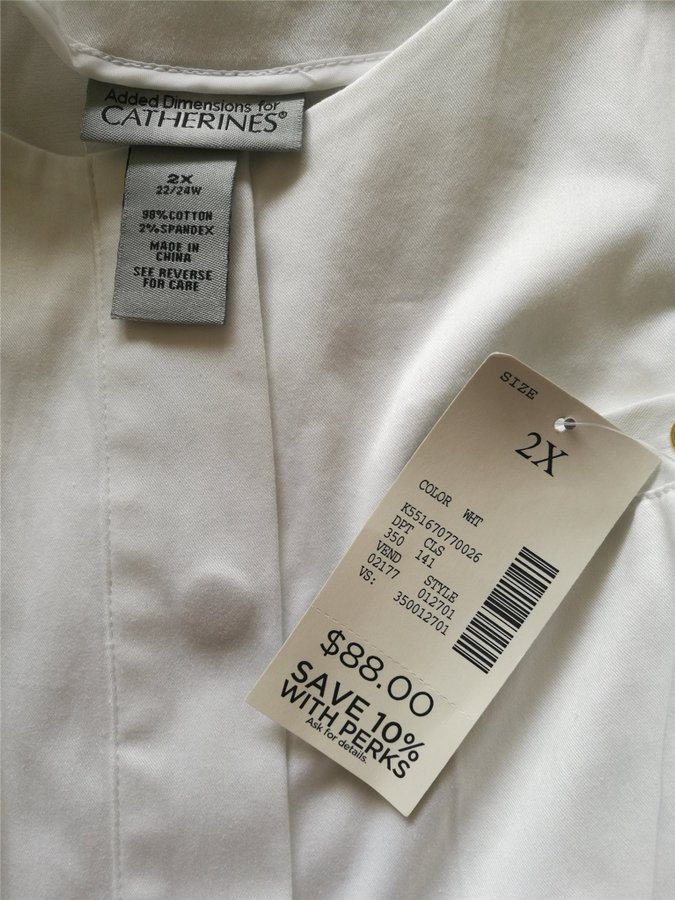 Added Dimensions for
CATHERINES®
2X
22/24W
98%COTTON
2%SPANDEX
MADE IN
CHINA
SEE REVERSE
FOR CARE
SIZE
2X
COLOR WHT
K551670770026
DPT CLS
350 141
VEND STYLE
02177 012701
VS: 350012701
$88.00
SAVE 10%
WITH PERKS
Ask for details.